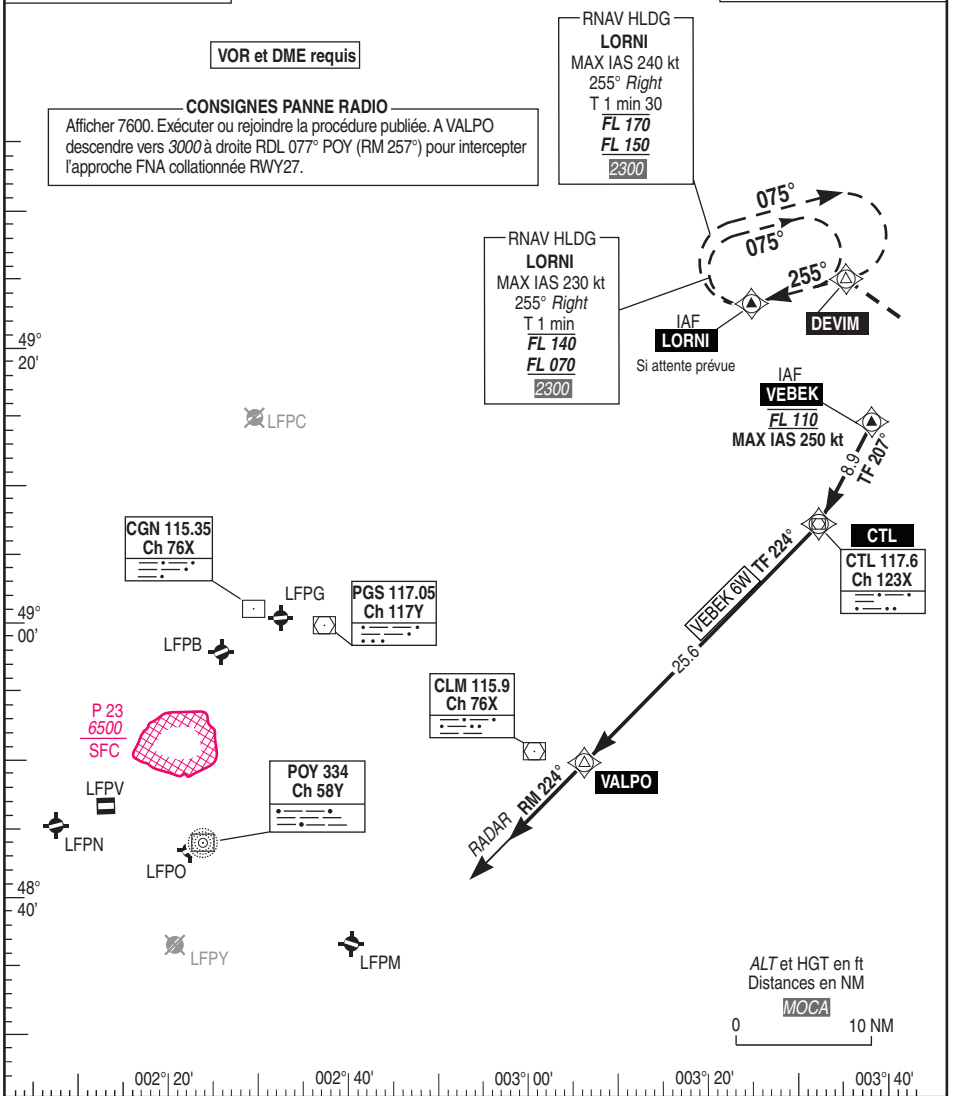 VOR et DME requis
CONSIGNES PANNE RADIO
Afficher 7600. Exécuter ou rejoindre la procédure publiée. A VALPO
descendre vers 3000 à droite RDL 077° POY (RM 257°) pour intercepter
l'approche FNA collationnée RWY27.
RNAV HLDG
LORNI
MAX IAS 240 kt
255° Right
T 1 min 30
FL 170
FL 150
2300
RNAV HLDG
LORNI
MAX IAS 230 kt
255° Right
T 1 min
FL 140
FL 070
2300
075°
075°
255°
DEVIM
IAF
LORNI
Si attente prévue
IAF
VEBEK
FL 110
MAX IAS 250 kt
8.9
TF 207°
CTL
CTL 117.6
Ch 123X
TF 224°
VEBEK 6W
25.6
VALPO
RM 224°
RADAR
49°
20'
LFPC
CGN 115.35
Ch 76X
LFPG
PGS 117.05
Ch 117Y
49°
00'
LFPB
CLM 115.9
Ch 76X
P 23
6500
SFC
POY 334
Ch 58Y
LFPV
LFPN
LFPO
48°
40'
LFPY
LFPM
ALT et HGT en ft
Distances en NM
MOCA
0 10 NM
002° 20' 002° 40' 003° 00' 003° 20' 003° 40'